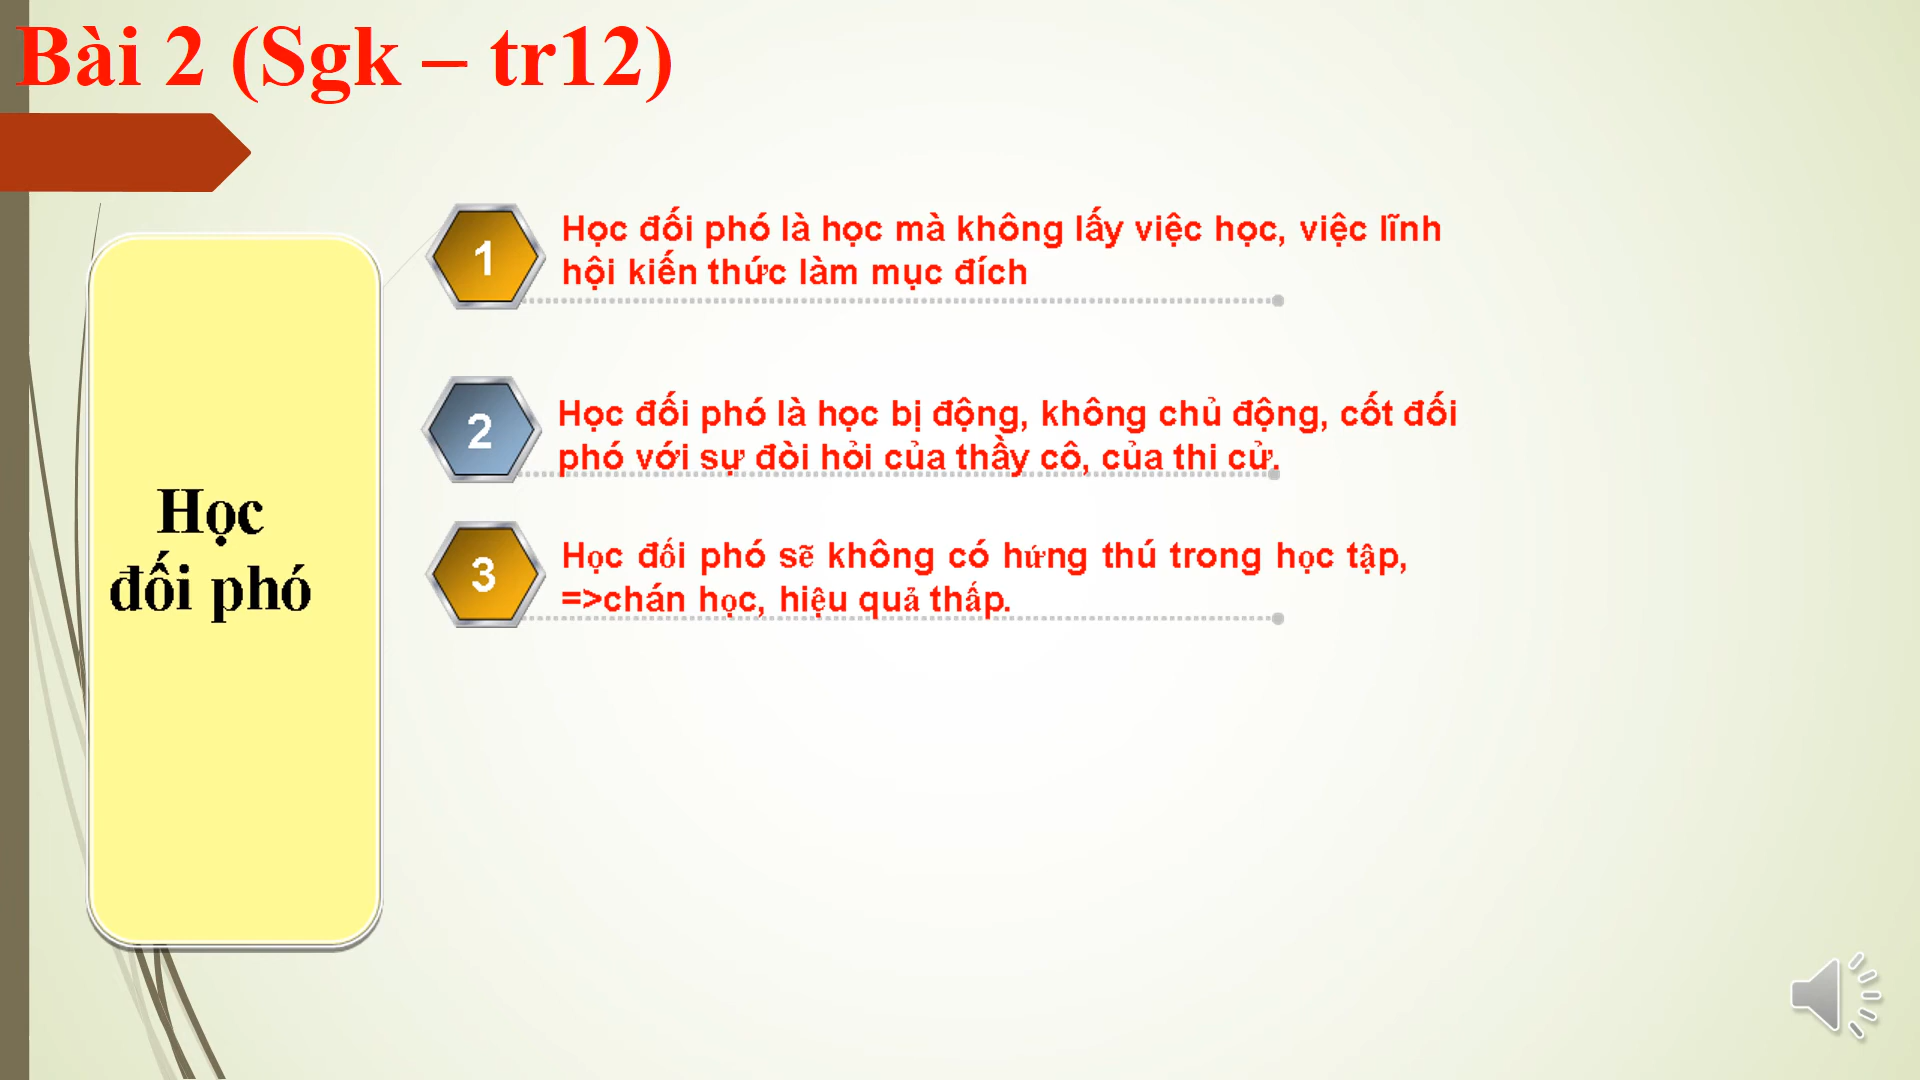 Bài 2 (Sgk – tr12)
Học
đối phó
1
Học đối phó là học mà không lấy việc học, việc lĩnh
hội kiến thức làm mục đích
2
Học đối phó là học bị động, không chủ động, cốt đối
phó với sự đòi hỏi của thầy cô, của thi cử.
3
Học đối phó sẽ không có hứng thú trong học tập,
=>chán học, hiệu quả thấp.